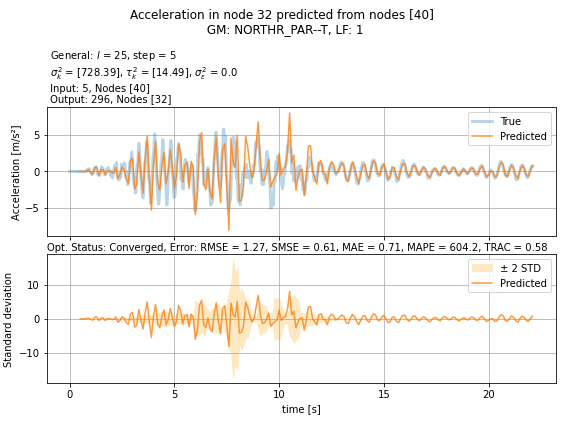 Acceleration in node 32 predicted from nodes [40]
GM: NORTHR_PAR--T, LF: 1
General: l = 25, step = 5
σ²ₖ = [728.39], τ²ₖ = [14.49], σ²ε = 0.0
Input: 5, Nodes [40]
Output: 296, Nodes [32]
True
Predicted
Acceleration [m/s²]
5
0
−5
Opt. Status: Converged, Error: RMSE = 1.27, SMSE = 0.61, MAE = 0.71, MAPE = 604.2, TRAC = 0.58
± 2 STD
Predicted
Standard deviation
10
0
−10
0 5 10 15 20
time [s]